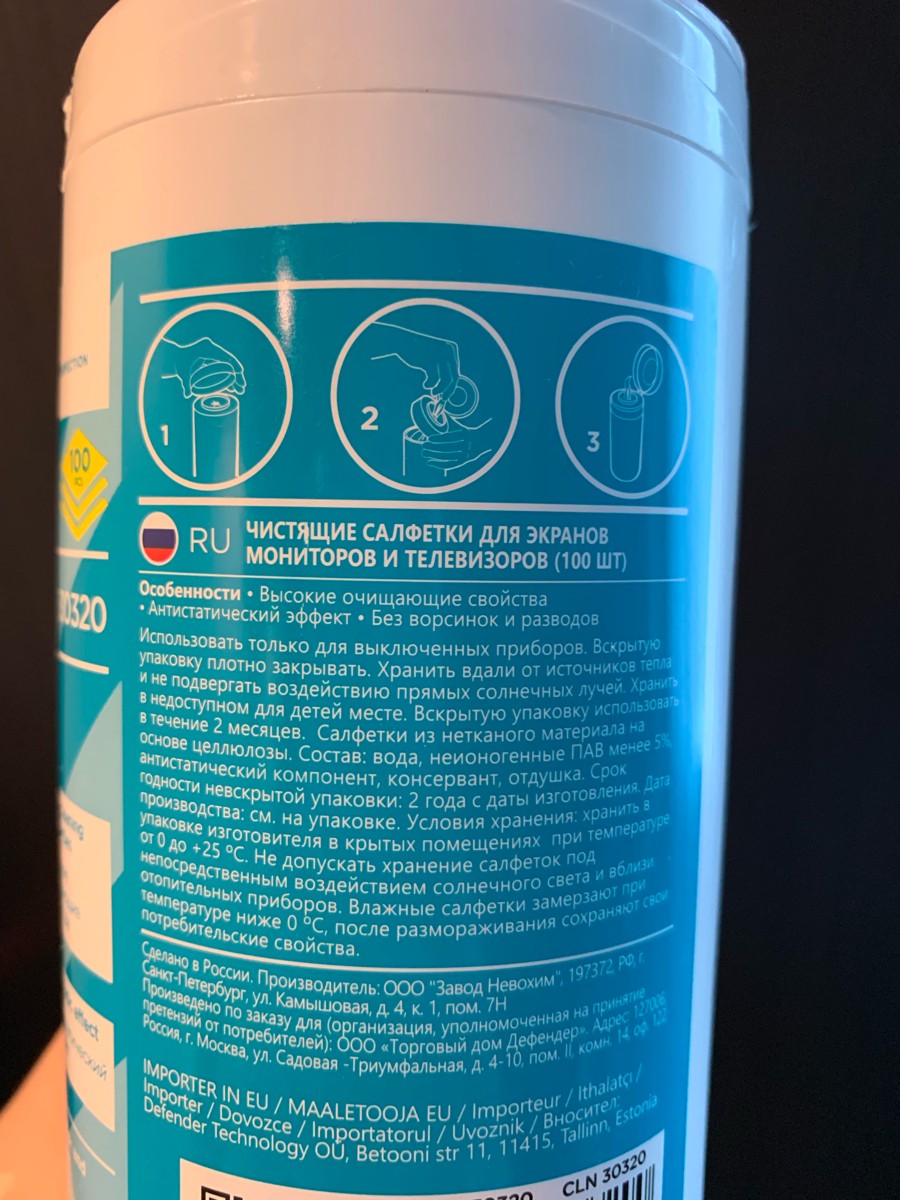 100
PCS
30320
1
2
3
RU
ЧИСТЯЩИЕ САЛФЕТКИ ДЛЯ ЭКРАНОВ
МОНИТОРОВ И ТЕЛЕВИЗОРОВ (100 ШТ)
Особенности • Высокие очищающие свойства
• Антистатический эффект • Без ворсинок и разводов
Использовать только для выключенных приборов. Вскрытую
упаковку плотно закрывать. Хранить вдали от источников тепла
и не подвергать воздействию прямых солнечных лучей. Хранить
в недоступном для детей месте. Вскрытую упаковку использовать
в течение 2 месяцев. Салфетки из нетканого материала на
основе целлюлозы. Состав: вода, неионогенные ПАВ менее 5%,
антистатический компонент, консервант, отдушка. Срок
годности невскрытой упаковки: 2 года с даты изготовления. Дата
производства: см. на упаковке. Условия хранения: хранить в
упаковке изготовителя в крытых помещениях при температуре
от 0 до +25 °С. Не допускать хранение салфеток под
непосредственным воздействием солнечного света и вблизи
отопительных приборов. Влажные салфетки замерзают при
температуре ниже 0 °С, после размораживания сохраняют свои
потребительские свойства.
Сделано в России. Производитель: ООО "Завод Невохим", 197372, РФ, г.
Санкт-Петербург, ул. Камышовая, д. 4, к. 1, пом. 7Н
Произведено по заказу для (организация, уполномоченная на принятие
претензий от потребителей): ООО «Торговый дом Дефендер». Адрес: 127006,
Россия, г. Москва, ул. Садовая -Триумфальная, д. 4-10, пом. II, комн. 14, оф. 122
IMPORTER IN EU / MAALETOOJA EU / Importeur / Ithalatçı /
Importer / Dovozce / Importatorul / Uvoznik / Вносител:
Defender Technology OÜ, Betooni str 11, 11415, Tallinn, Estonia
effect
CLN 30320